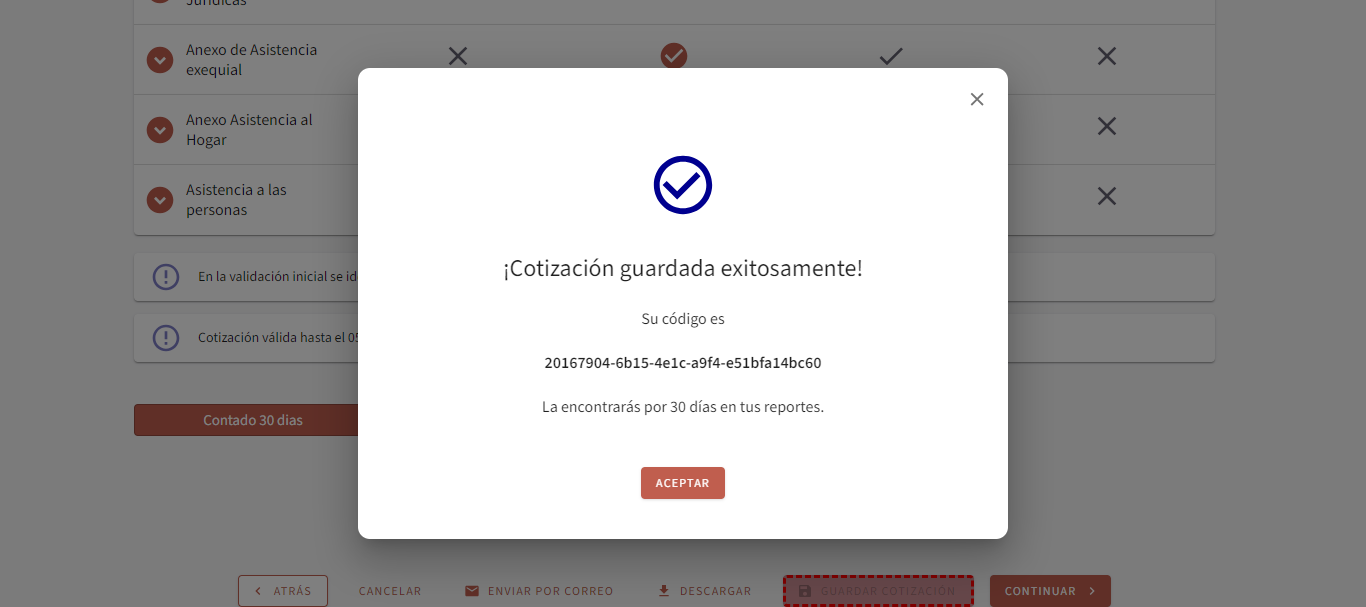 Jurídicas
Anexo de Asistencia
exequial
Anexo Asistencia al
Hogar
Asistencia a las
personas
En la validación inicial se
Cotización válida hasta el
Contado 30 dias
¡Cotización guardada exitosamente!
Su código es
20167904-6b15-4e1c-a9f4-e51bfa14bc60
La encontrarás por 30 días en tus reportes.
ACEPTAR
ATRÁS
CANCELAR
ENVIAR POR CORREO
DESCARGAR
GUARDAR COTIZACIÓN
CONTINUAR